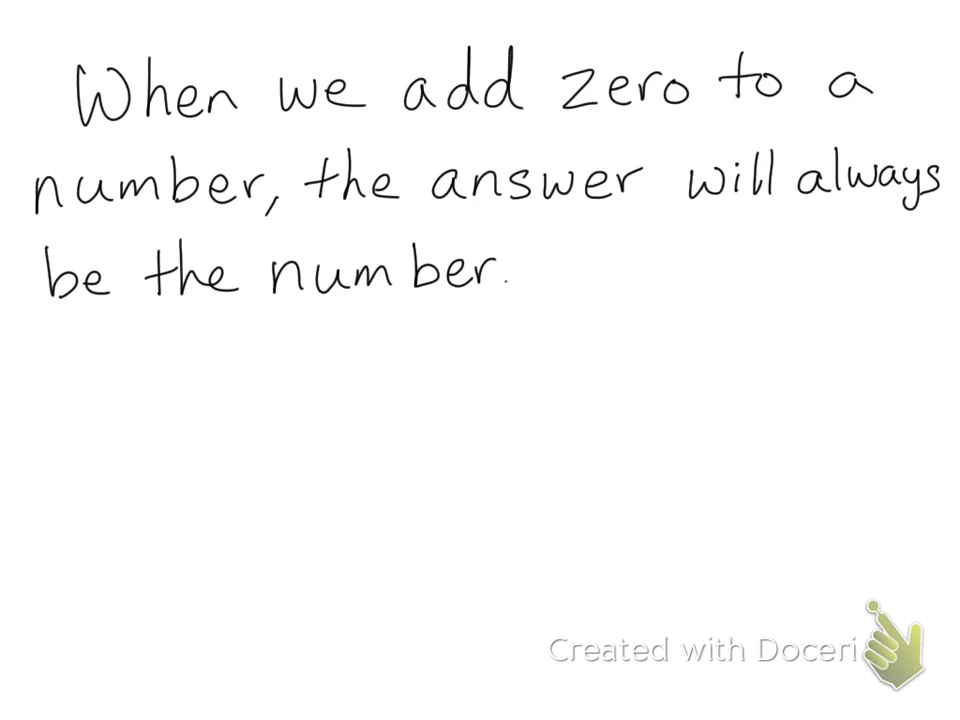 When we add zero to a
number, the answer will always
be the number.
Created with Doceri